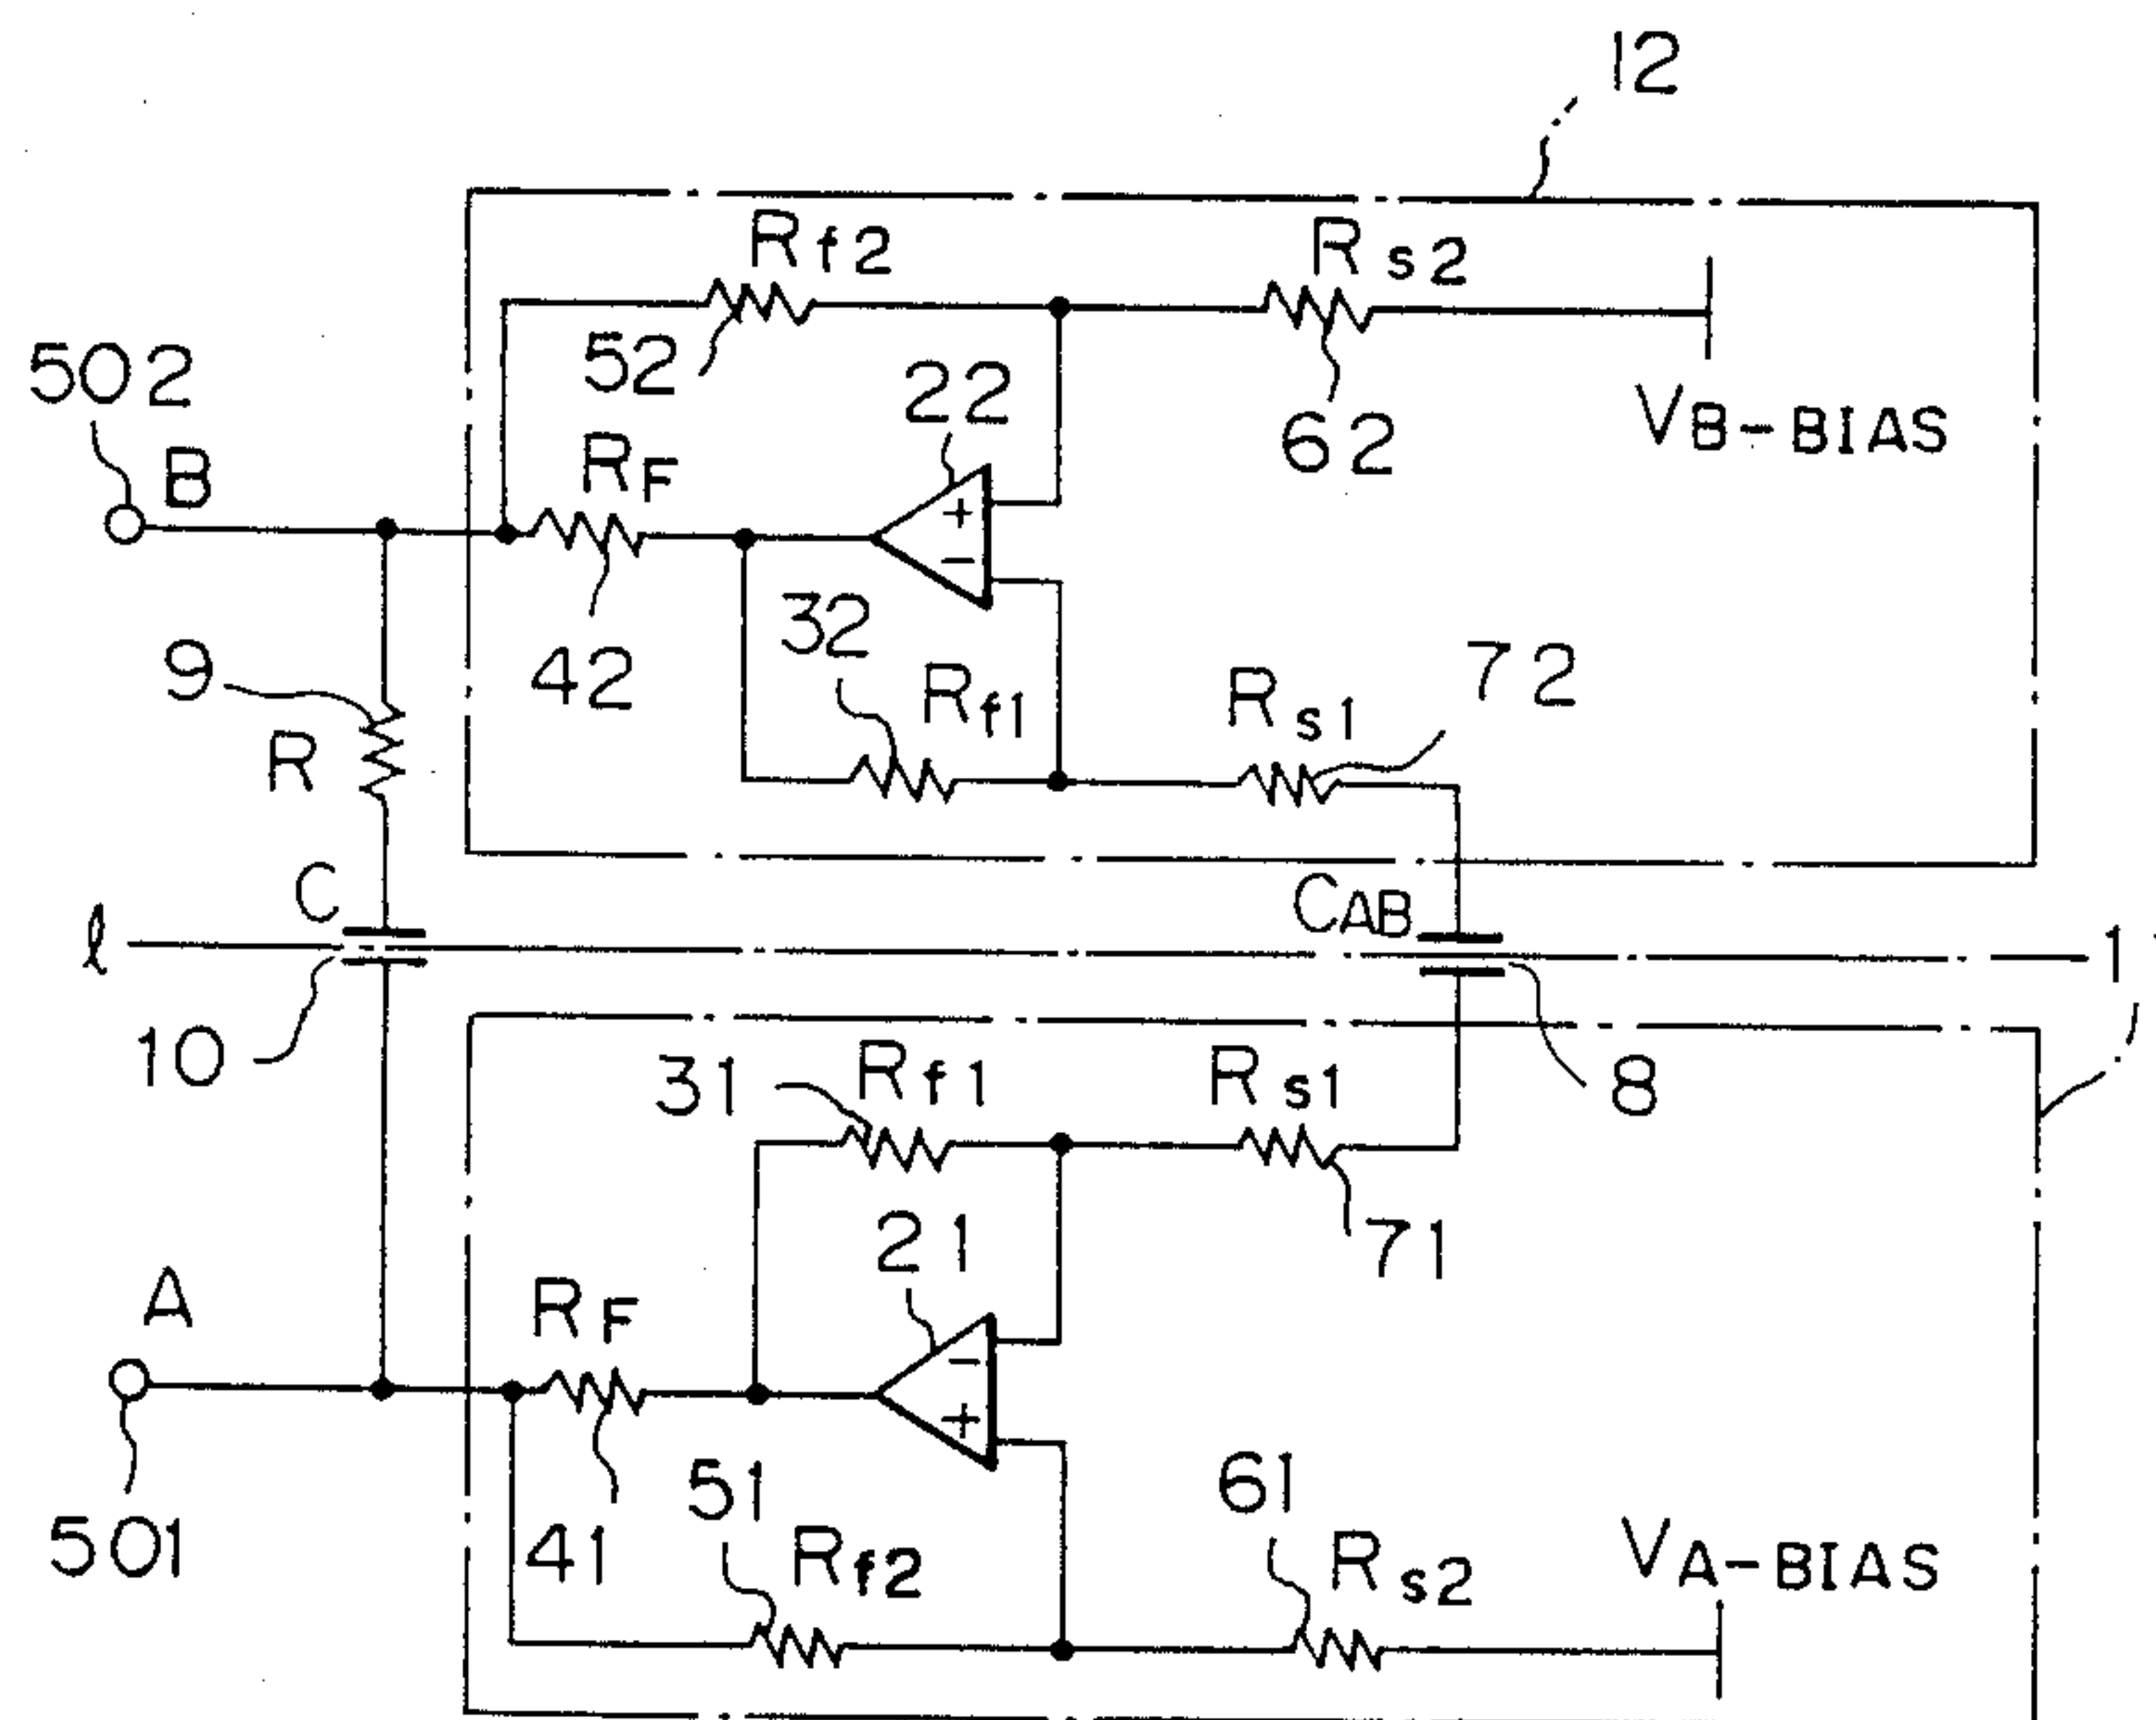 12
Rf2
Rs2
502
52
22
62
VB-BIAS
B
RF
32
72
9
42
Rf1
Rs1
R
C
CAB
ℓ
10
31
Rf1
Rs1
8
21
71
A
RF
501
41
51
Rf2
61
Rs2
VA-BIAS
+
−
−
+